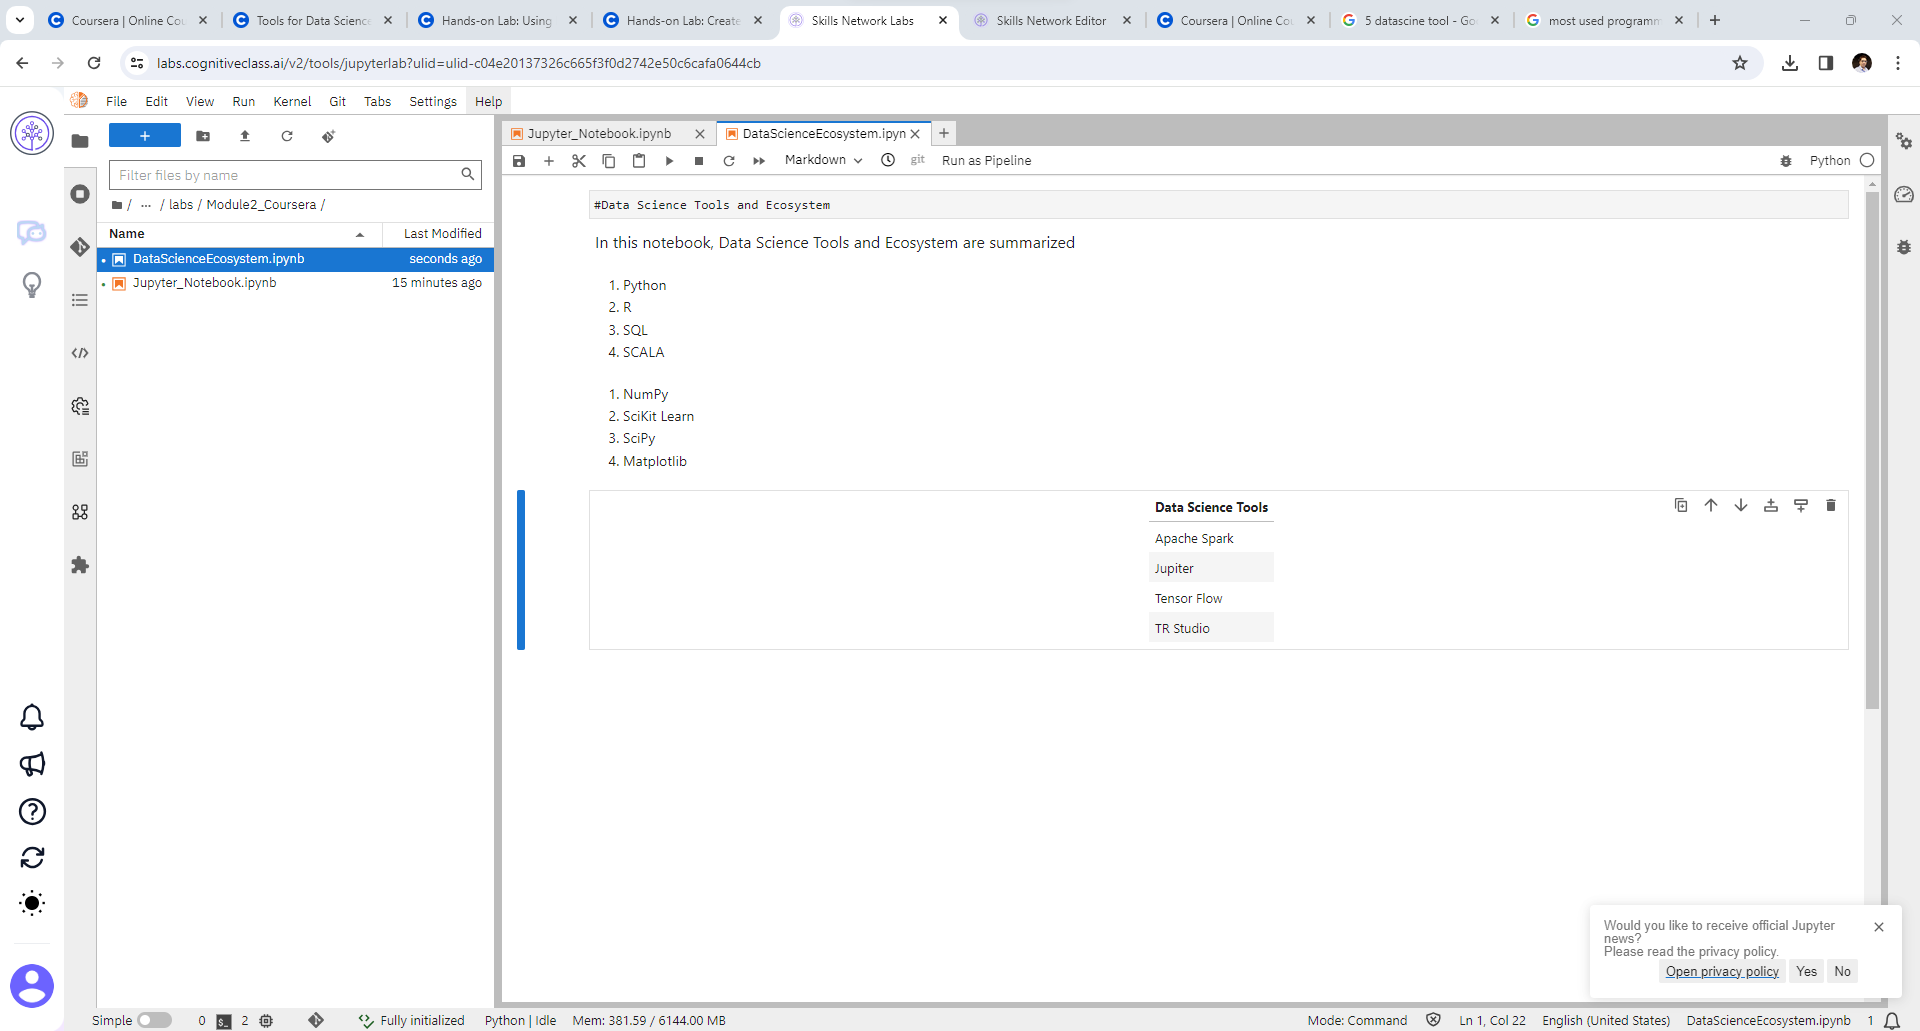 Coursera | Online Cou
Tools for Data Science
Hands-on Lab: Using
Hands-on Lab: Create
Skills Network Labs
Skills Network Editor
Coursera | Online Cou
5 datascine tool - Go
most used programm
labs.cognitiveclass.ai/v2/tools/jupyterlab?ulid=ulid-c04e20137326c665f3f0d2742e50c6cafa0644cb
File Edit View Run Kernel Git Tabs Settings Help
Filter files by name
/ ... / labs / Module2_Coursera /
Name Last Modified
DataScienceEcosystem.ipynb seconds ago
Jupyter_Notebook.ipynb 15 minutes ago
Jupyter_Notebook.ipynb
DataScienceEcosystem.ipyn
Markdown git Run as Pipeline Python
#Data Science Tools and Ecosystem
In this notebook, Data Science Tools and Ecosystem are summarized
1. Python
2. R
3. SQL
4. SCALA
1. NumPy
2. SciKit Learn
3. SciPy
4. Matplotlib
Data Science Tools
Apache Spark
Jupiter
Tensor Flow
TR Studio
Would you like to receive official Jupyter
news?
Please read the privacy policy.
Open privacy policy Yes No
Simple 0 2 Fully initialized Python | Idle Mem: 381.59 / 6144.00 MB Mode: Command Ln 1, Col 22 English (United States) DataScienceEcosystem.ipynb 1